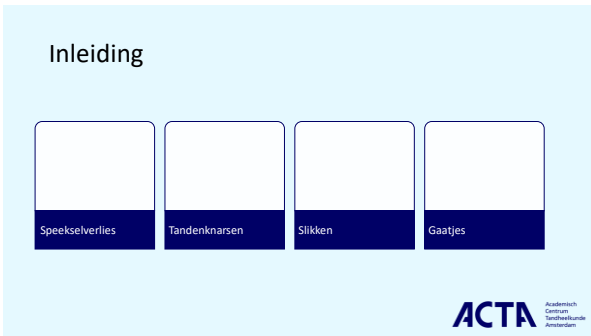 Inleiding
Speekselverlies
Tandenknarsen
Slikken
Gaatjes
ACTA
Academisch
Centrum
Tandheelkunde
Amsterdam